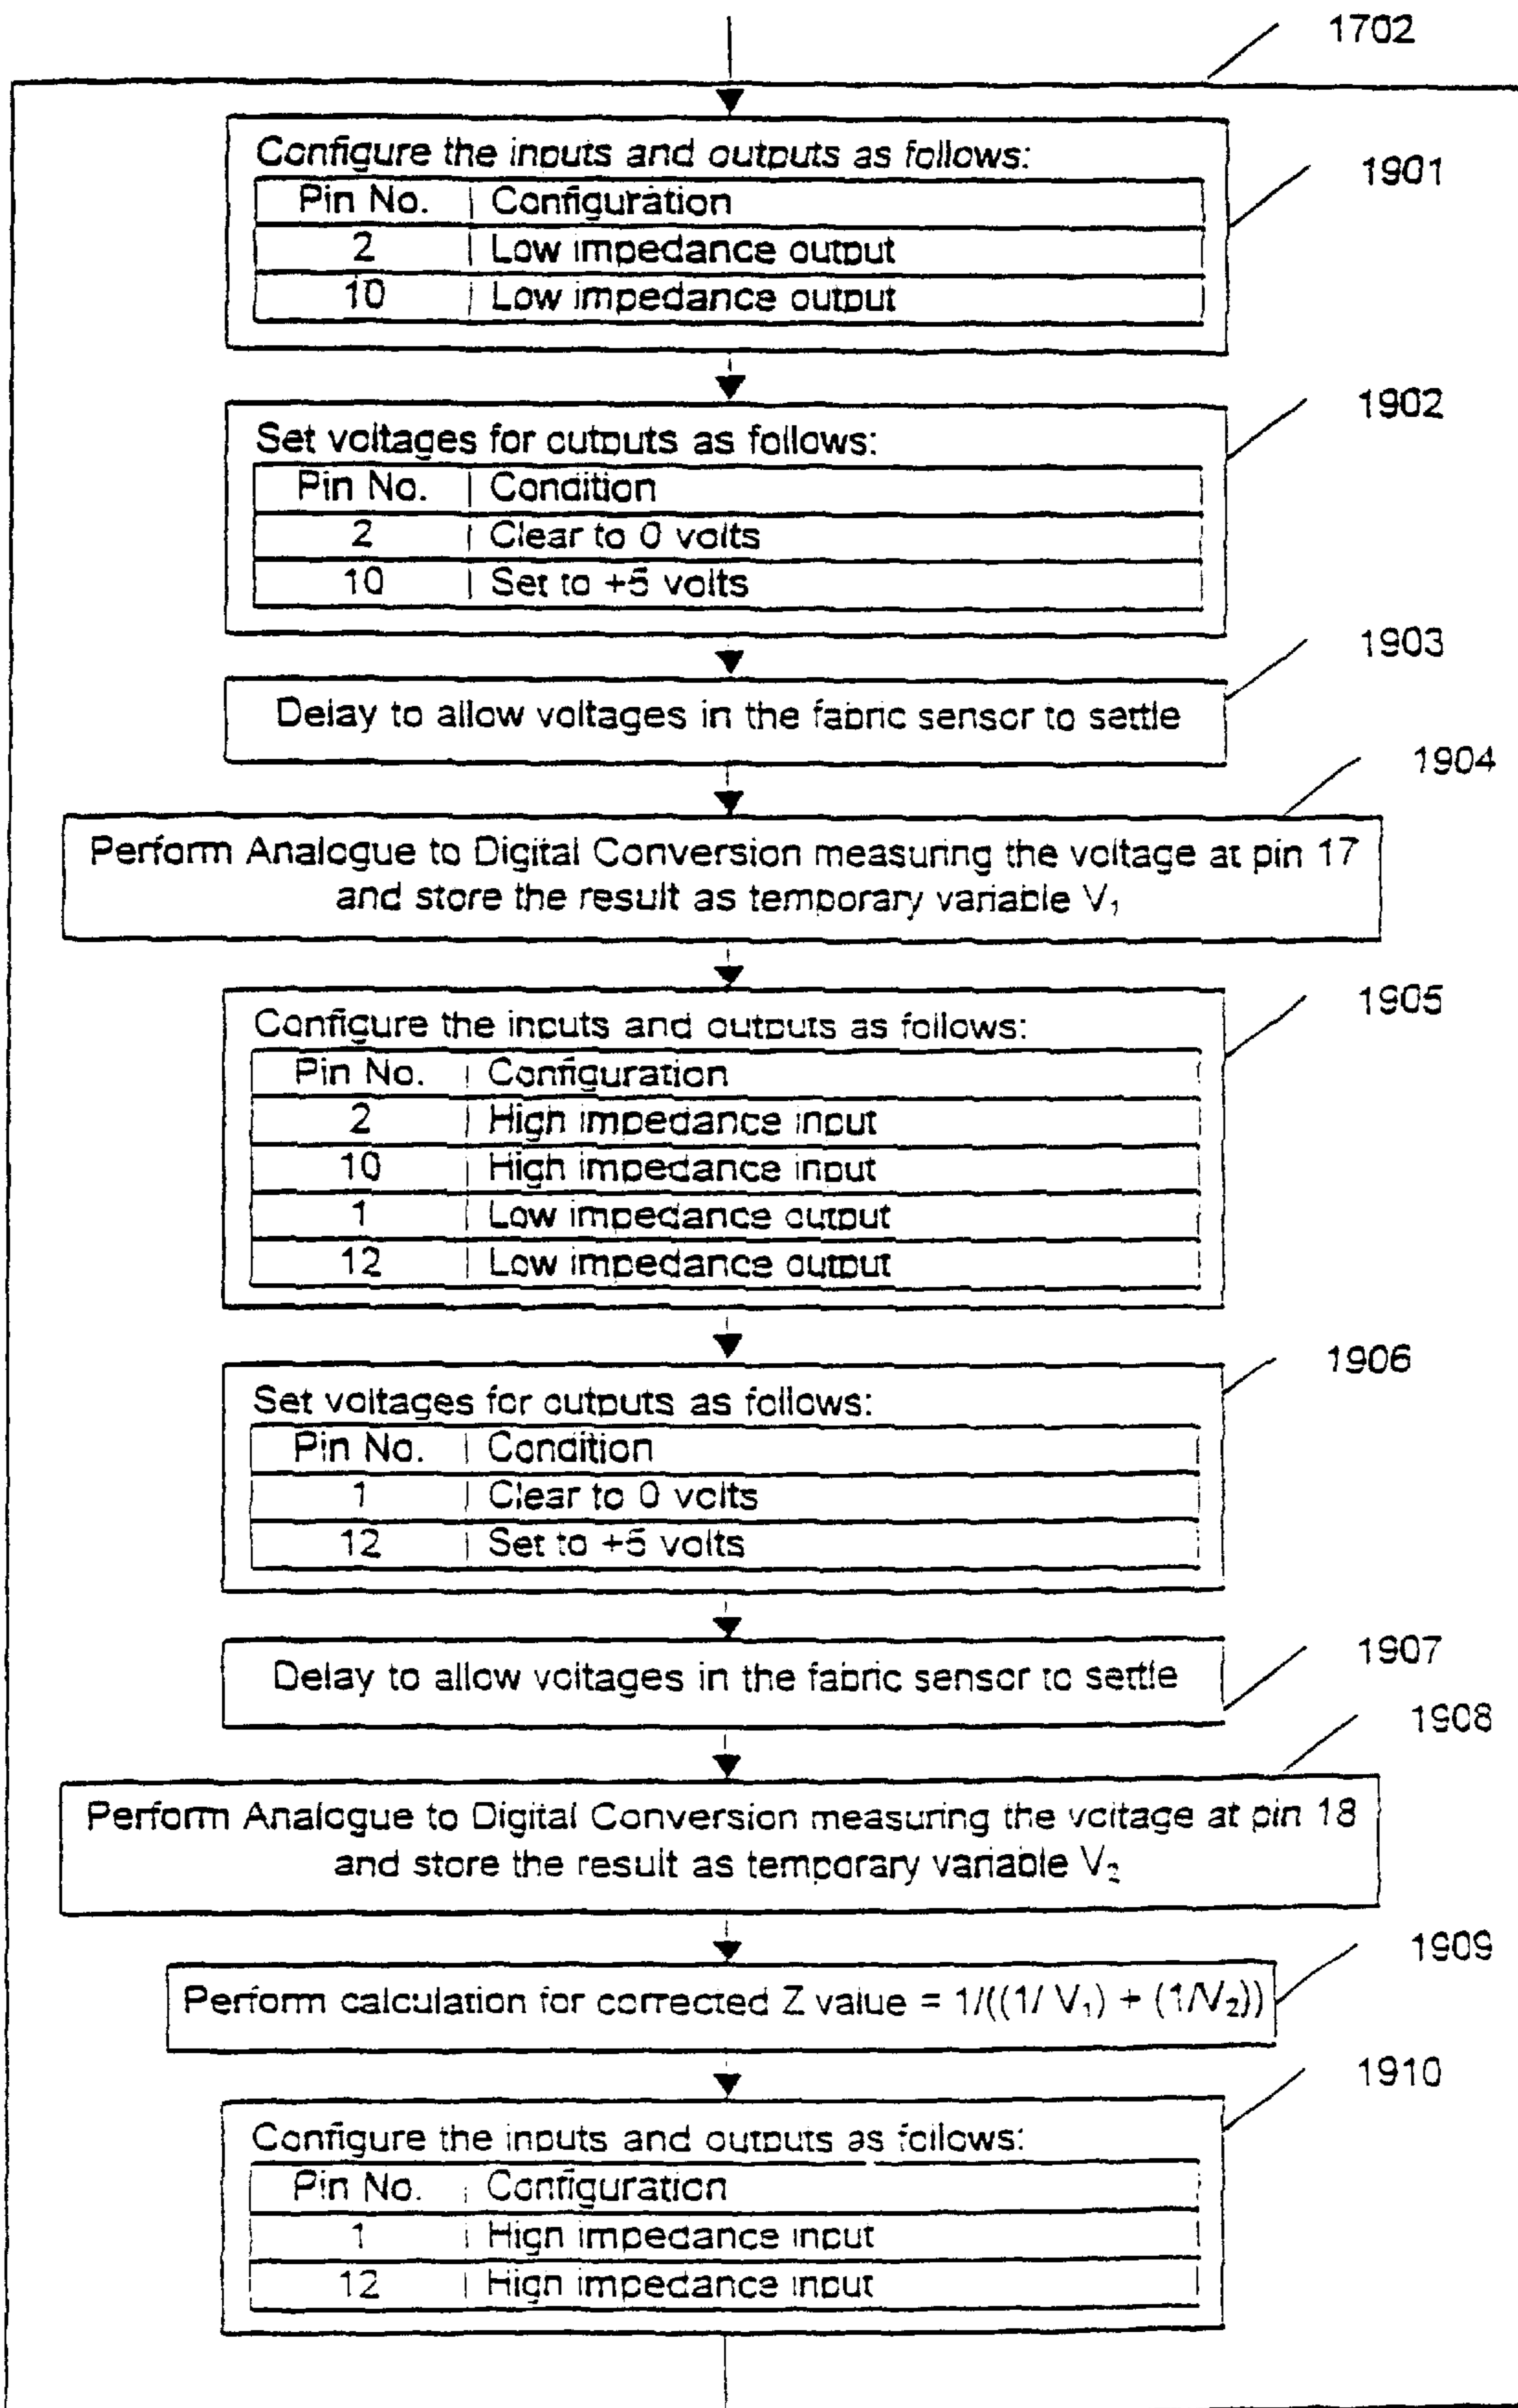 1702
Configure the inputs and outputs as follows:
1901
Pin No. Configuration
2 Low impedance output
10 Low impedance output
1902
Set voltages for outputs as follows:
Pin No. Condition
2 Clear to 0 volts
10 Set to +5 volts
1903
Delay to allow voltages in the fabric sensor to settle
1904
Perform Analogue to Digital Conversion measuring the voltage at pin 17
and store the result as temporary variable V₁
1905
Configure the inputs and outputs as follows:
Pin No. Configuration
2 High impedance input
10 High impedance input
1 Low impedance output
12 Low impedance output
1906
Set voltages for outputs as follows:
Pin No. Condition
1 Clear to 0 volts
12 Set to +5 volts
1907
Delay to allow voltages in the fabric sensor to settle
1908
Perform Analogue to Digital Conversion measuring the voltage at pin 18
and store the result as temporary variable V₂
1909
Perform calculation for corrected Z value = 1/((1/ V₁) + (1/V₂))
1910
Configure the inputs and outputs as follows:
Pin No. Configuration
1 High impedance input
12 High impedance input